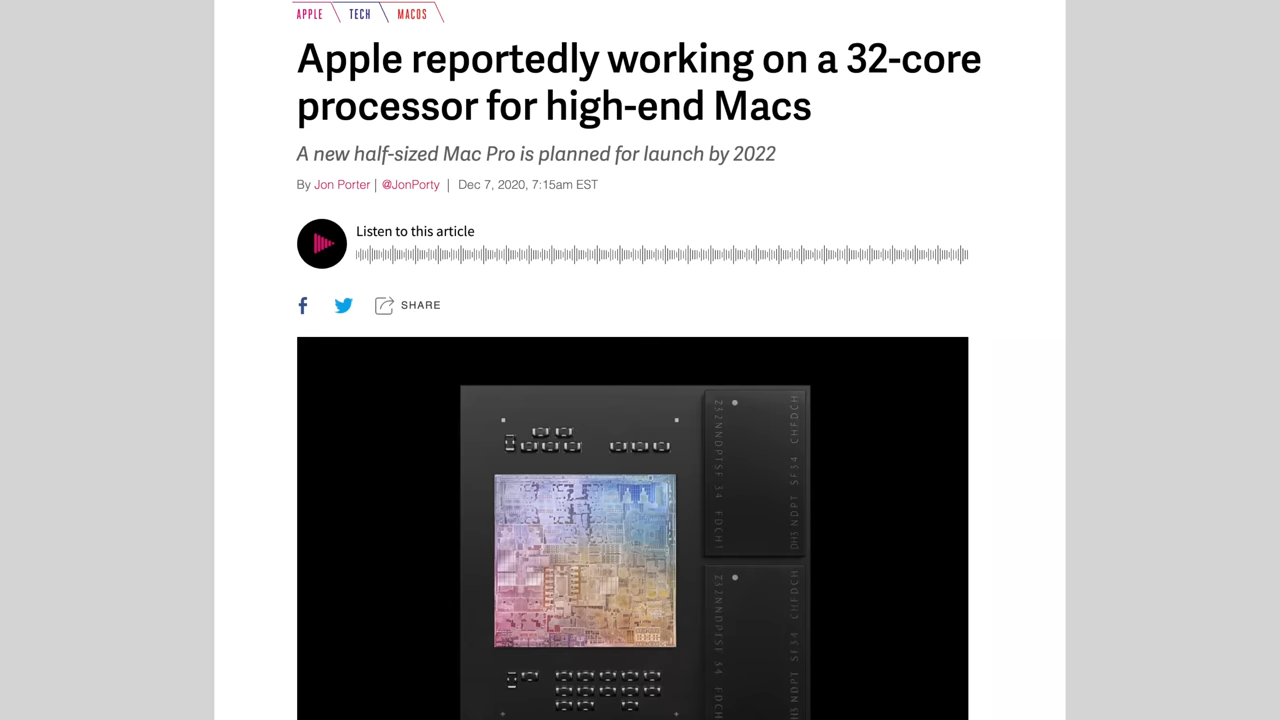 APPLE TECH MACOS
Apple reportedly working on a 32-core
processor for high-end Macs
A new half-sized Mac Pro is planned for launch by 2022
By Jon Porter | @JonPorty | Dec 7, 2020, 7:15am EST
Listen to this article
SHARE